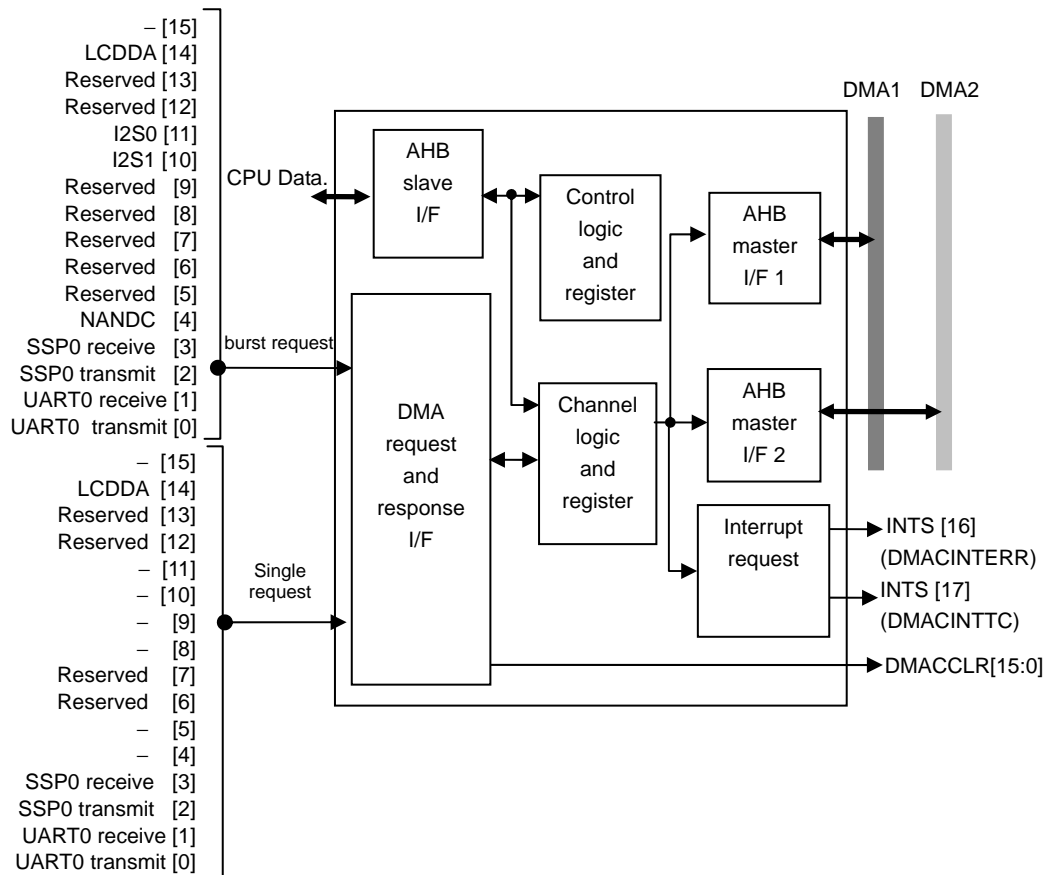 – [15]
LCDDA [14]
Reserved [13]
Reserved [12]
I2S0 [11]
I2S1 [10]
Reserved [9]
Reserved [8]
Reserved [7]
Reserved [6]
Reserved [5]
NANDC [4]
SSP0 receive [3]
SSP0 transmit [2]
UART0 receive [1]
UART0 transmit [0]
– [15]
LCDDA [14]
Reserved [13]
Reserved [12]
– [11]
– [10]
– [9]
– [8]
Reserved [7]
Reserved [6]
– [5]
– [4]
SSP0 receive [3]
SSP0 transmit [2]
UART0 receive [1]
UART0 transmit [0]
CPU Data.
burst request
Single
request
AHB
slave
I/F
DMA
request
and
response
I/F
Control
logic
and
register
Channel
logic
and
register
AHB
master
I/F 1
AHB
master
I/F 2
Interrupt
request
DMA1
DMA2
INTS [16]
(DMACINTERR)
INTS [17]
(DMACINTTC)
DMACCLR[15:0]